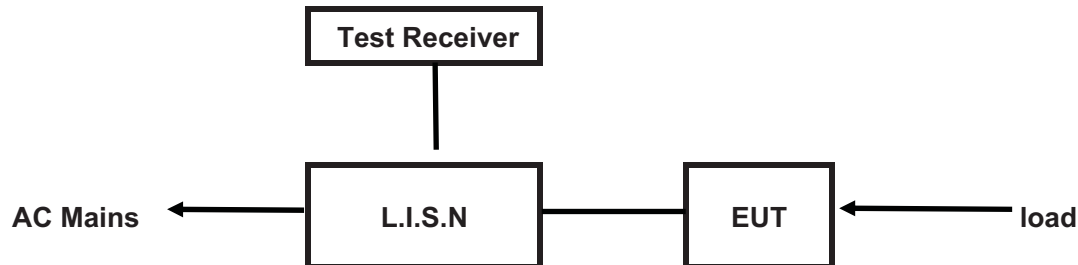 Test Receiver
AC Mains
L.I.S.N
EUT
load